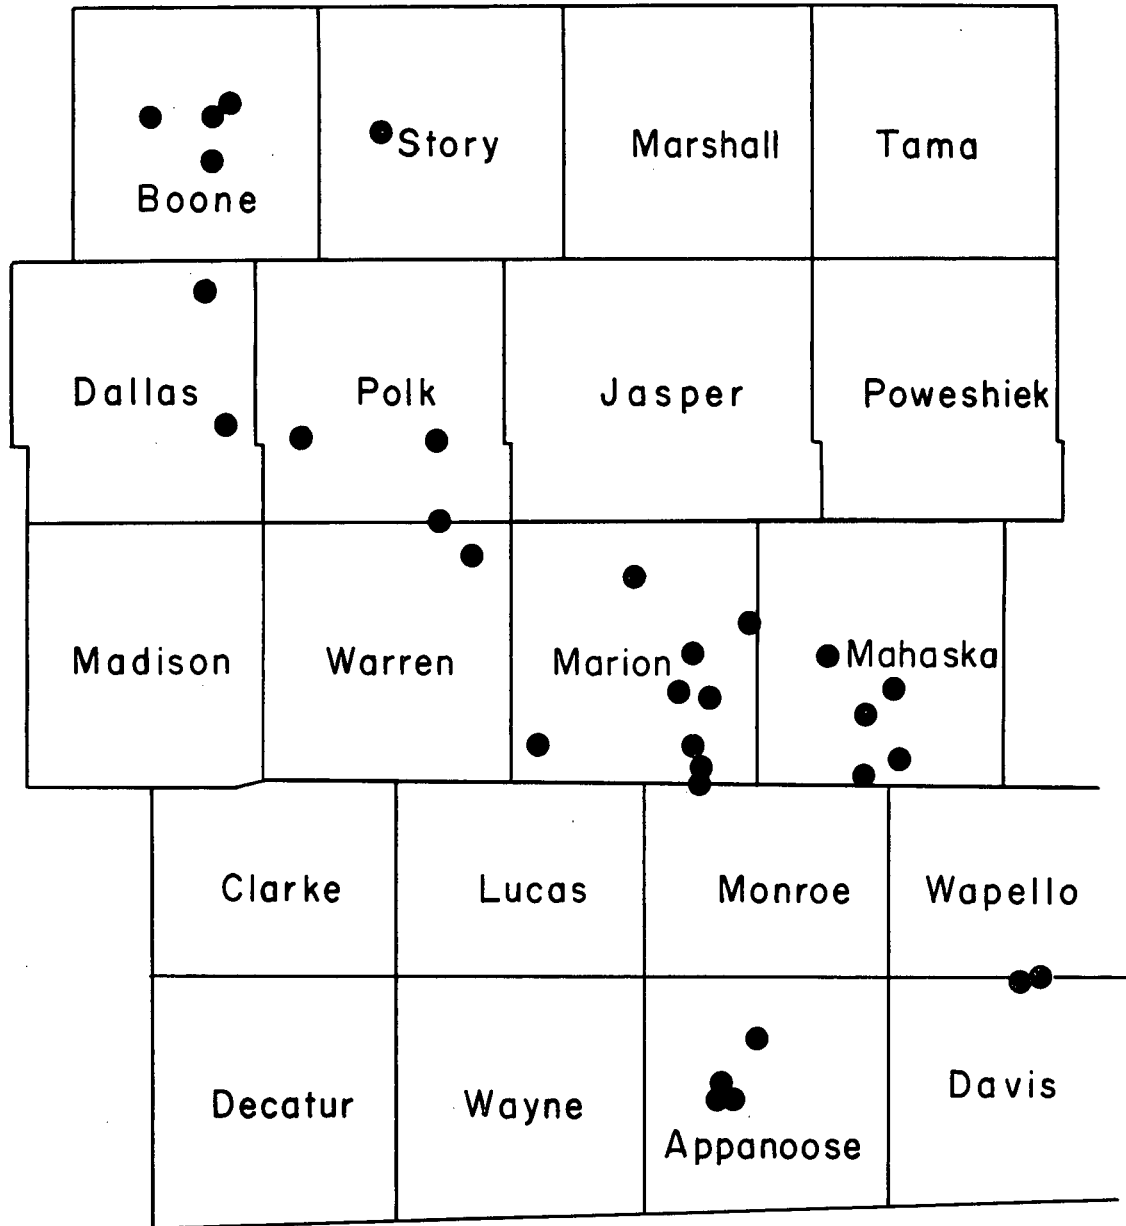 Boone
Story
Marshall
Tama
Dallas
Polk
Jasper
Poweshiek
Madison
Warren
Marion
Mahaska
Clarke
Lucas
Monroe
Wapello
Decatur
Wayne
Appanoose
Davis